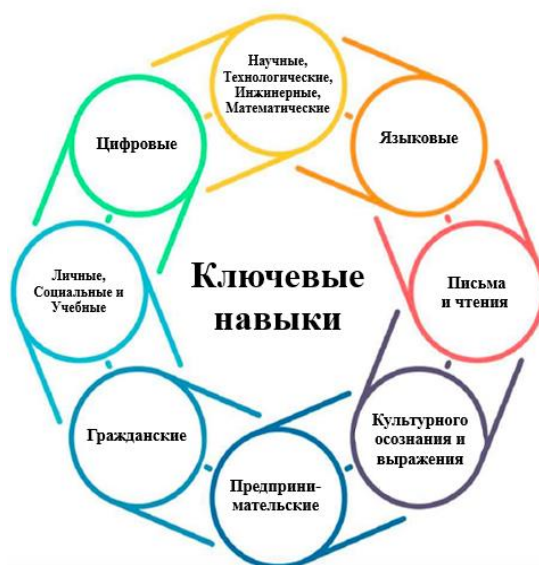 Научные,
Технологические,
Инжинерные,
Математические
Языковые
Письма
и чтения
Культурного
осознания и
выражения
Предприни-
мательские
Гражданские
Личные,
Социальные и
Учебные
Цифровые
Ключевые
навыки